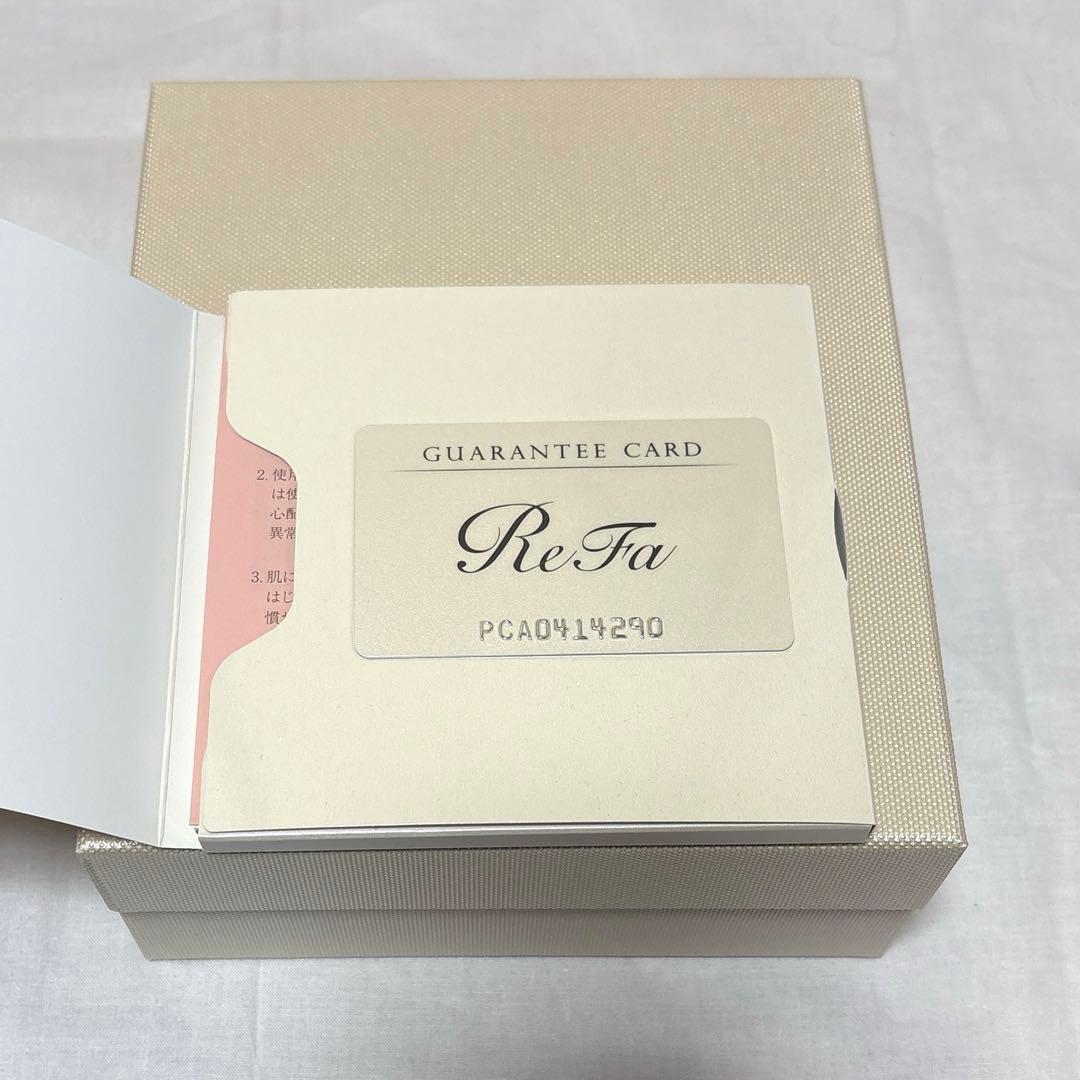 GUARANTEE CARD
ReFa
PCA0414290
2. 使用
は使
心配
異常
3. 肌に
はじ
慣